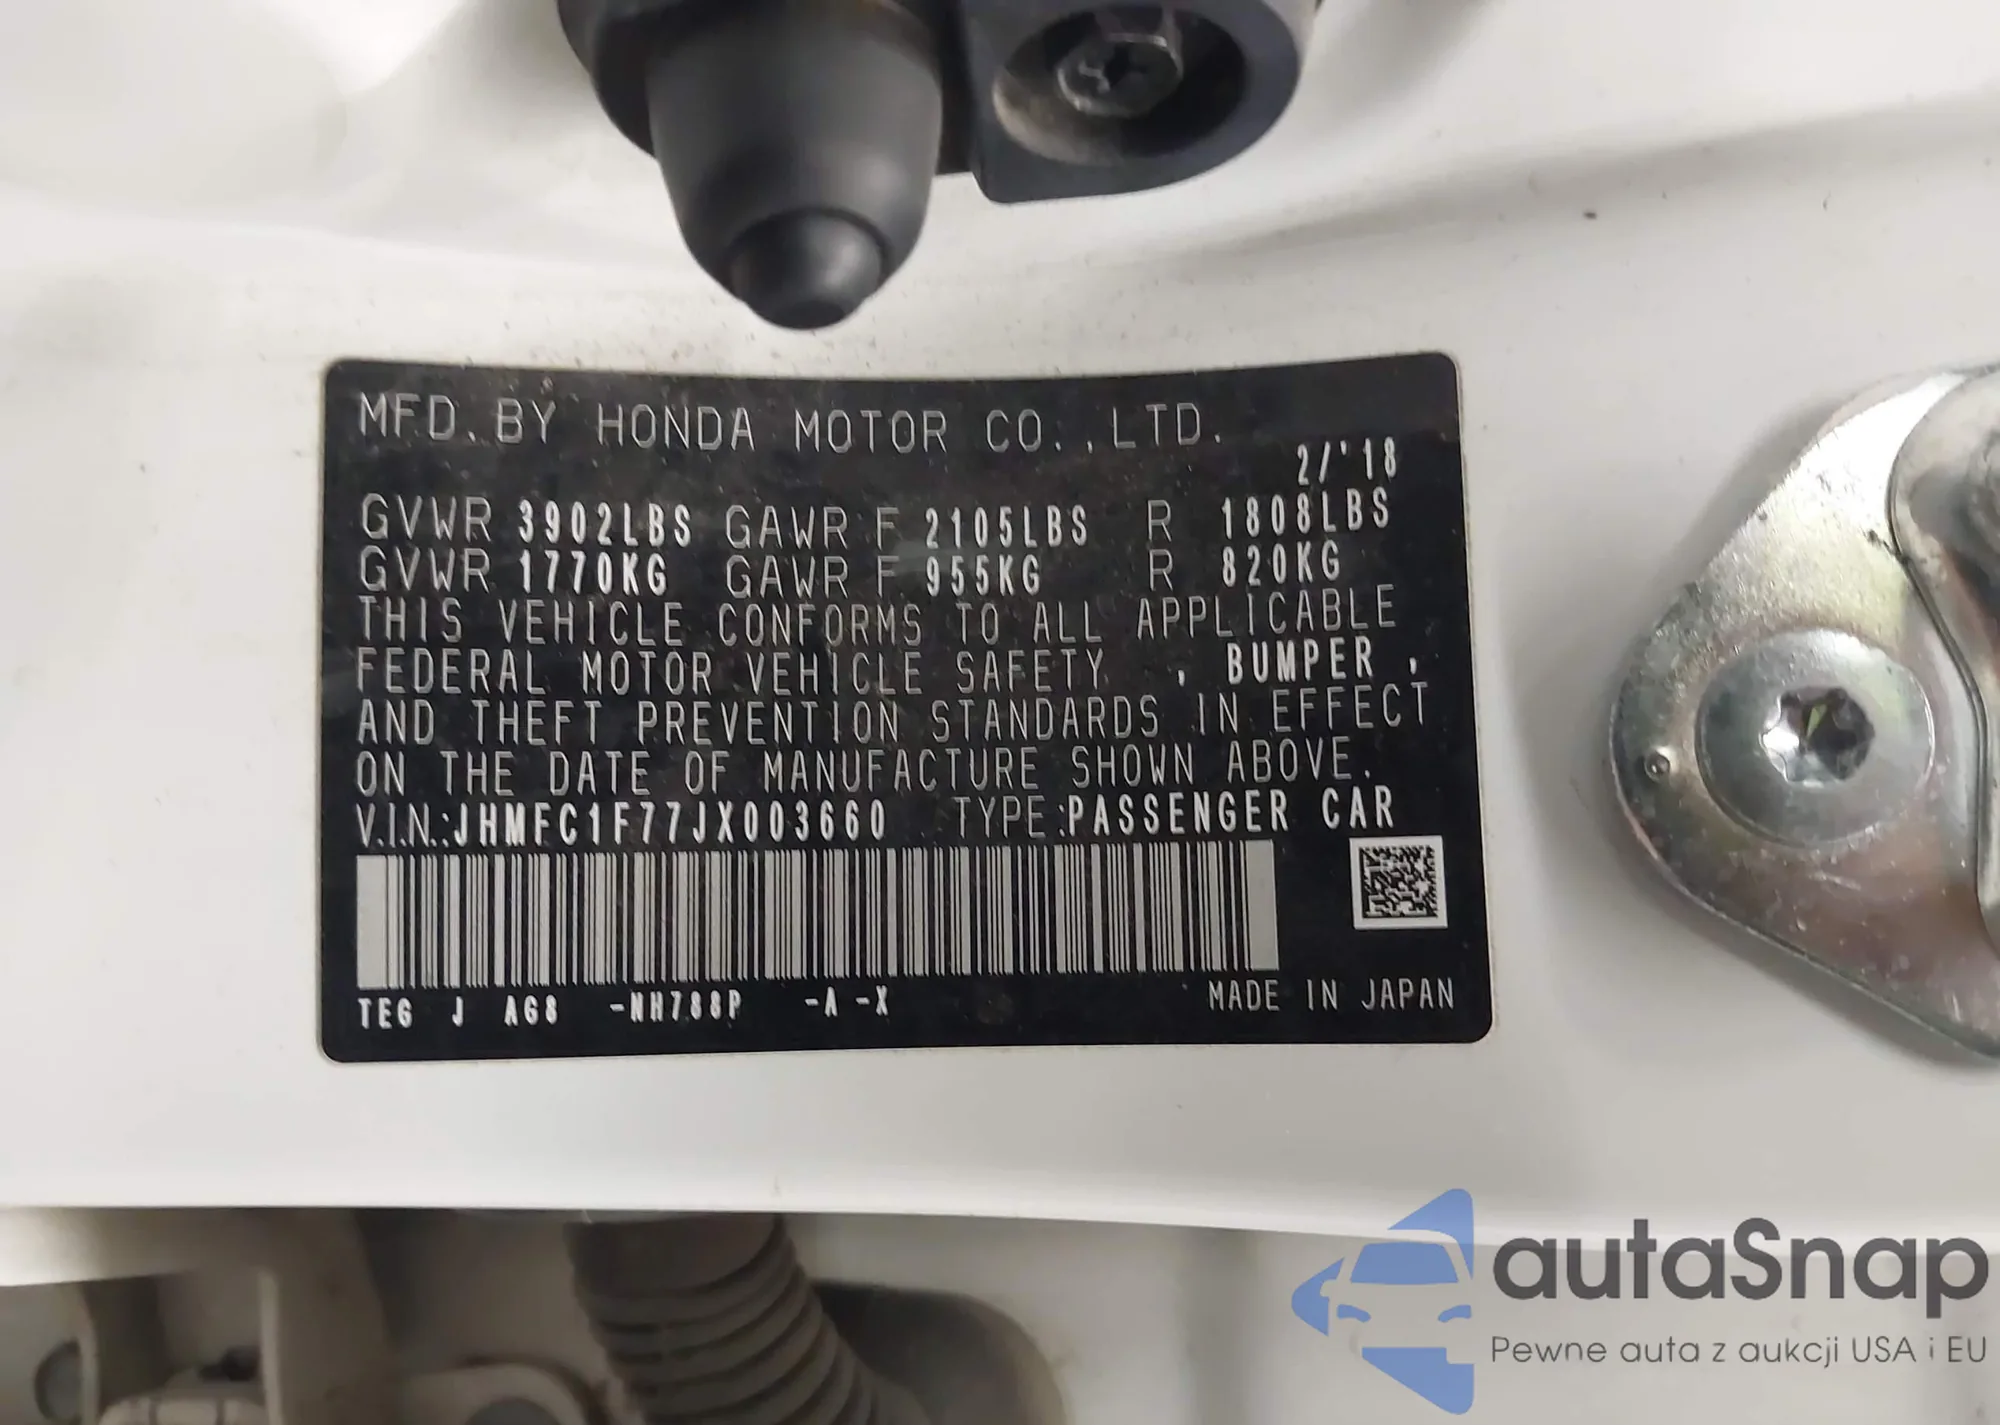 MFD. BY HONDA MOTOR CO., LTD.
2/'18
GVWR 3902LBS GAWR F 2105LBS R 1808LBS
GVWR 1770KG GAWR F 955KG R 820KG
THIS VEHICLE CONFORMS TO ALL APPLICABLE
FEDERAL MOTOR VEHICLE SAFETY , BUMPER ,
AND THEFT PREVENTION STANDARDS IN EFFECT
ON THE DATE OF MANUFACTURE SHOWN ABOVE.
V.I.N.:JHMFC1F77JX003660 TYPE:PASSENGER CAR
TEG J AG8 -NH788P -A -X MADE IN JAPAN
autaSnap
Pewne auta z aukcji USA i EU